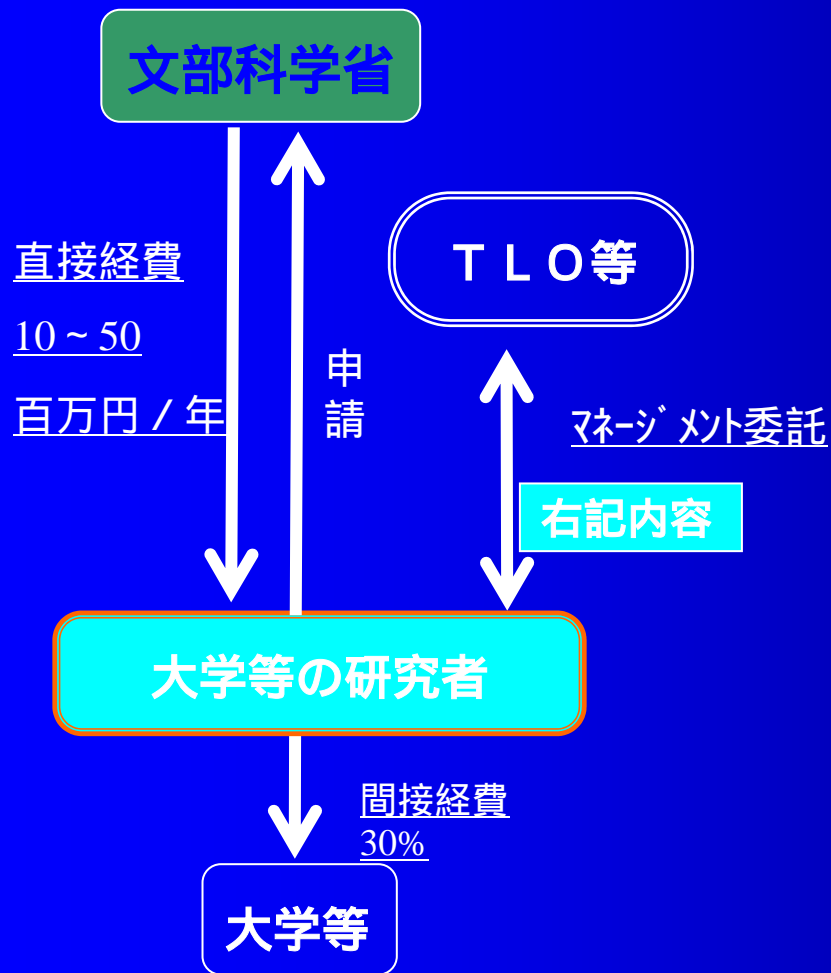 文部科学省
ＴＬＯ等
直接経費
10～50
百万円／年
申請
ﾏﾈｰｼﾞﾒﾝﾄ委託
右記内容
大学等の研究者
間接経費
30%
大学等